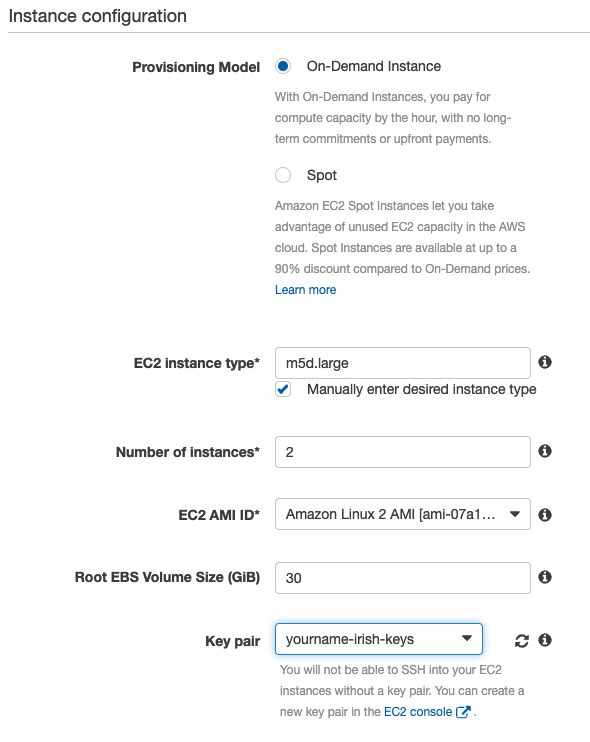 Instance configuration
Provisioning Model
On-Demand Instance
With On-Demand Instances, you pay for
compute capacity by the hour, with no long-
term commitments or upfront payments.
Spot
Amazon EC2 Spot Instances let you take
advantage of unused EC2 capacity in the AWS
cloud. Spot Instances are available at up to a
90% discount compared to On-Demand prices.
Learn more
EC2 instance type*
m5d.large
Manually enter desired instance type
Number of instances*
2
EC2 AMI ID*
Amazon Linux 2 AMI [ami-07a1...
Root EBS Volume Size (GiB)
30
Key pair
yourname-irish-keys
You will not be able to SSH into your EC2
instances without a key pair. You can create a
new key pair in the EC2 console .